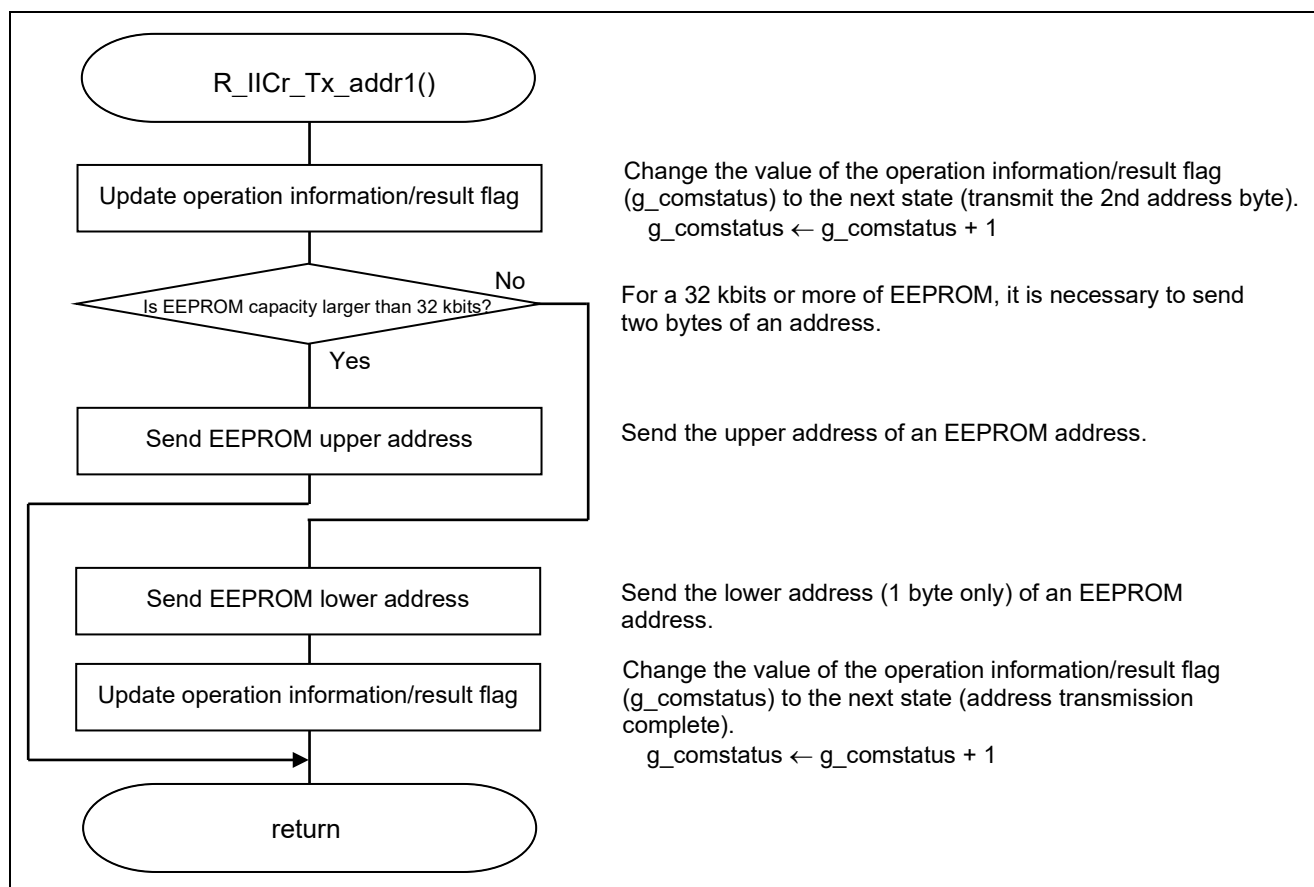 R_IICr_Tx_addr1()
Update operation information/result flag
Change the value of the operation information/result flag
(g_comstatus) to the next state (transmit the 2nd address byte).
g_comstatus ← g_comstatus + 1
Is EEPROM capacity larger than 32 kbits?
No
Yes
For a 32 kbits or more of EEPROM, it is necessary to send
two bytes of an address.
Send EEPROM upper address
Send the upper address of an EEPROM address.
Send EEPROM lower address
Send the lower address (1 byte only) of an EEPROM
address.
Update operation information/result flag
Change the value of the operation information/result flag
(g_comstatus) to the next state (address transmission
complete).
g_comstatus ← g_comstatus + 1
return